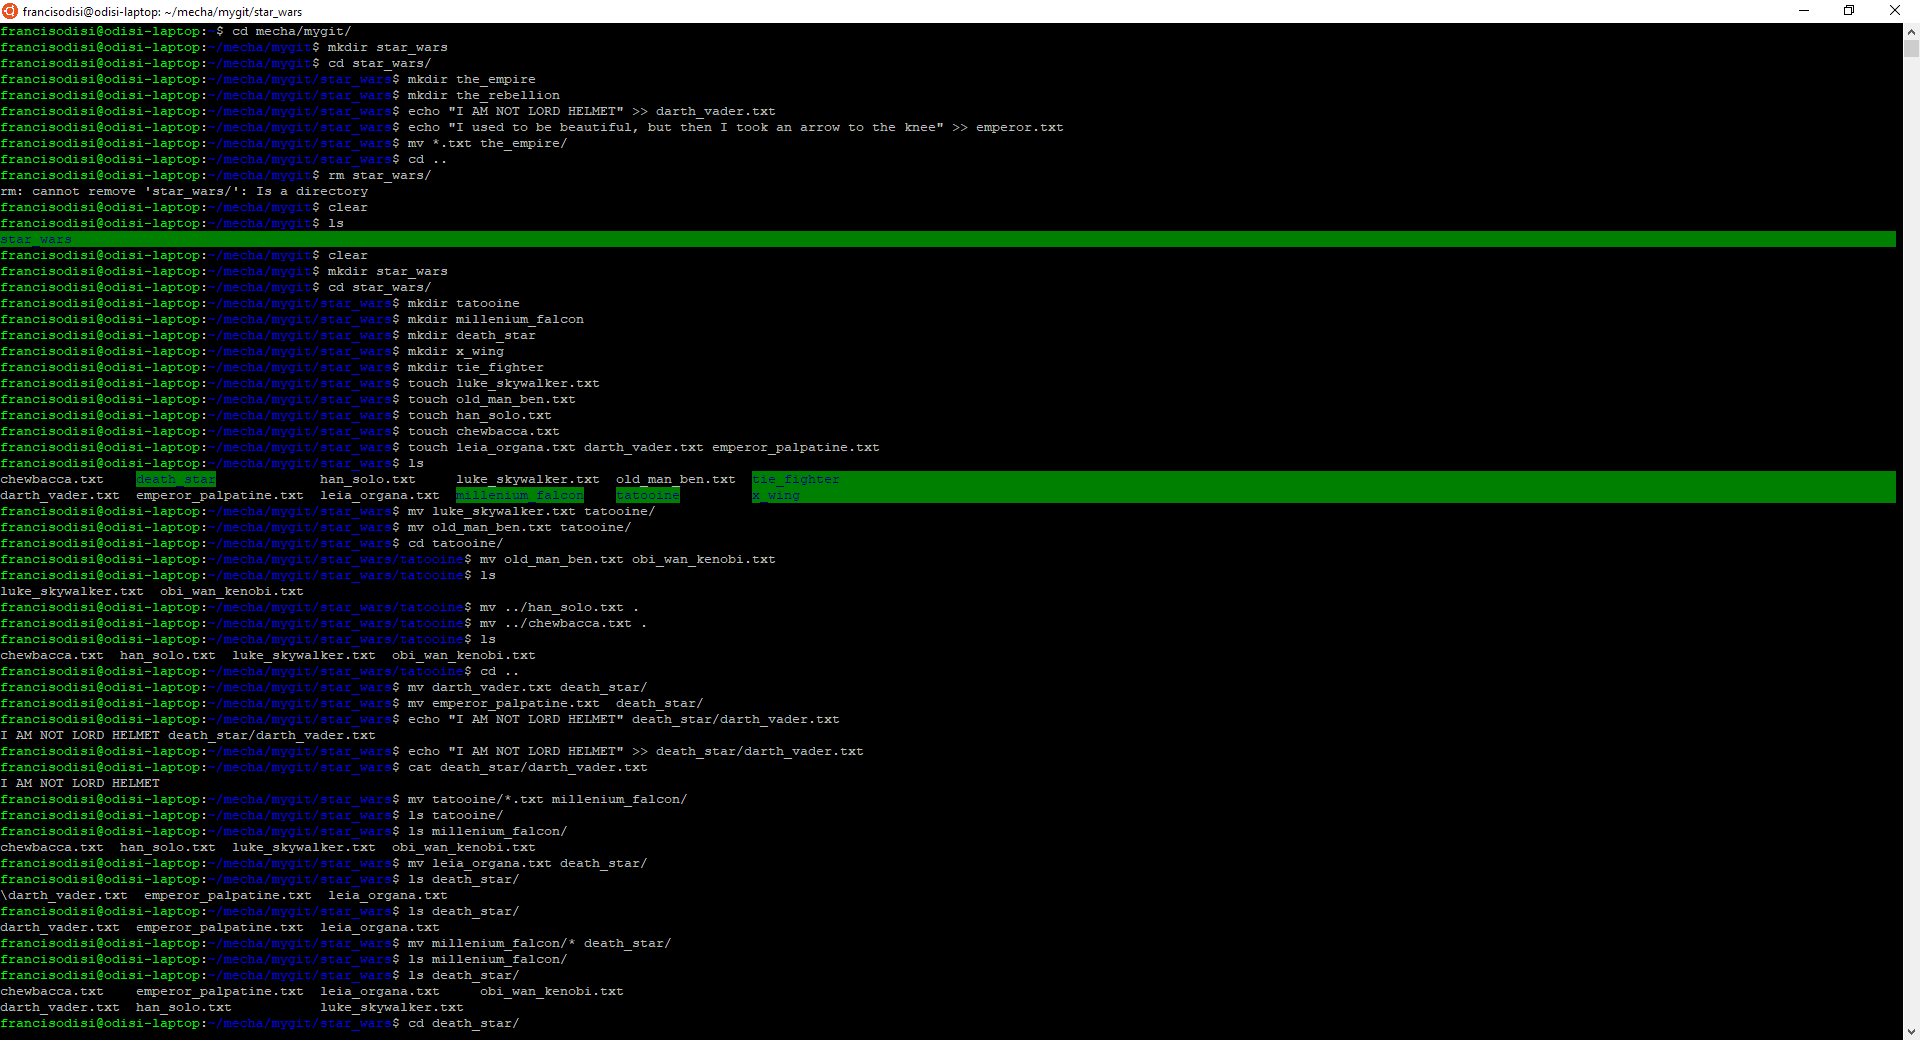 francisodisi@odisi-laptop: ~/mecha/mygit/star_wars
francisodisi@odisi-laptop:~$ cd mecha/mygit/
francisodisi@odisi-laptop:~/mecha/mygit$ mkdir star_wars
francisodisi@odisi-laptop:~/mecha/mygit$ cd star_wars/
francisodisi@odisi-laptop:~/mecha/mygit/star_wars$ mkdir the_empire
francisodisi@odisi-laptop:~/mecha/mygit/star_wars$ mkdir the_rebellion
francisodisi@odisi-laptop:~/mecha/mygit/star_wars$ echo "I AM NOT LORD HELMET" >> darth_vader.txt
francisodisi@odisi-laptop:~/mecha/mygit/star_wars$ echo "I used to be beautiful, but then I took an arrow to the knee" >> emperor.txt
francisodisi@odisi-laptop:~/mecha/mygit/star_wars$ mv *.txt the_empire/
francisodisi@odisi-laptop:~/mecha/mygit/star_wars$ cd ..
francisodisi@odisi-laptop:~/mecha/mygit$ rm star_wars/
rm: cannot remove 'star_wars/': Is a directory
francisodisi@odisi-laptop:~/mecha/mygit$ clear
francisodisi@odisi-laptop:~/mecha/mygit$ ls
star_wars
francisodisi@odisi-laptop:~/mecha/mygit$ clear
francisodisi@odisi-laptop:~/mecha/mygit$ mkdir star_wars
francisodisi@odisi-laptop:~/mecha/mygit$ cd star_wars/
francisodisi@odisi-laptop:~/mecha/mygit/star_wars$ mkdir tatooine
francisodisi@odisi-laptop:~/mecha/mygit/star_wars$ mkdir millenium_falcon
francisodisi@odisi-laptop:~/mecha/mygit/star_wars$ mkdir death_star
francisodisi@odisi-laptop:~/mecha/mygit/star_wars$ mkdir x_wing
francisodisi@odisi-laptop:~/mecha/mygit/star_wars$ mkdir tie_fighter
francisodisi@odisi-laptop:~/mecha/mygit/star_wars$ touch luke_skywalker.txt
francisodisi@odisi-laptop:~/mecha/mygit/star_wars$ touch old_man_ben.txt
francisodisi@odisi-laptop:~/mecha/mygit/star_wars$ touch han_solo.txt
francisodisi@odisi-laptop:~/mecha/mygit/star_wars$ touch chewbacca.txt
francisodisi@odisi-laptop:~/mecha/mygit/star_wars$ touch leia_organa.txt darth_vader.txt emperor_palpatine.txt
francisodisi@odisi-laptop:~/mecha/mygit/star_wars$ ls
chewbacca.txt death_star han_solo.txt luke_skywalker.txt old_man_ben.txt tie_fighter
darth_vader.txt emperor_palpatine.txt leia_organa.txt millenium_falcon tatooine x_wing
francisodisi@odisi-laptop:~/mecha/mygit/star_wars$ mv luke_skywalker.txt tatooine/
francisodisi@odisi-laptop:~/mecha/mygit/star_wars$ mv old_man_ben.txt tatooine/
francisodisi@odisi-laptop:~/mecha/mygit/star_wars$ cd tatooine/
francisodisi@odisi-laptop:~/mecha/mygit/star_wars/tatooine$ mv old_man_ben.txt obi_wan_kenobi.txt
francisodisi@odisi-laptop:~/mecha/mygit/star_wars/tatooine$ ls
luke_skywalker.txt obi_wan_kenobi.txt
francisodisi@odisi-laptop:~/mecha/mygit/star_wars/tatooine$ mv ../han_solo.txt .
francisodisi@odisi-laptop:~/mecha/mygit/star_wars/tatooine$ mv ../chewbacca.txt .
francisodisi@odisi-laptop:~/mecha/mygit/star_wars/tatooine$ ls
chewbacca.txt han_solo.txt luke_skywalker.txt obi_wan_kenobi.txt
francisodisi@odisi-laptop:~/mecha/mygit/star_wars/tatooine$ cd ..
francisodisi@odisi-laptop:~/mecha/mygit/star_wars$ mv darth_vader.txt death_star/
francisodisi@odisi-laptop:~/mecha/mygit/star_wars$ mv emperor_palpatine.txt  death_star/
francisodisi@odisi-laptop:~/mecha/mygit/star_wars$ echo "I AM NOT LORD HELMET" death_star/darth_vader.txt
I AM NOT LORD HELMET death_star/darth_vader.txt
francisodisi@odisi-laptop:~/mecha/mygit/star_wars$ echo "I AM NOT LORD HELMET" >> death_star/darth_vader.txt
francisodisi@odisi-laptop:~/mecha/mygit/star_wars$ cat death_star/darth_vader.txt
I AM NOT LORD HELMET
francisodisi@odisi-laptop:~/mecha/mygit/star_wars$ mv tatooine/*.txt millenium_falcon/
francisodisi@odisi-laptop:~/mecha/mygit/star_wars$ ls tatooine/
francisodisi@odisi-laptop:~/mecha/mygit/star_wars$ ls millenium_falcon/
chewbacca.txt han_solo.txt luke_skywalker.txt obi_wan_kenobi.txt
francisodisi@odisi-laptop:~/mecha/mygit/star_wars$ mv leia_organa.txt death_star/
francisodisi@odisi-laptop:~/mecha/mygit/star_wars$ ls death_star/
\darth_vader.txt emperor_palpatine.txt leia_organa.txt
francisodisi@odisi-laptop:~/mecha/mygit/star_wars$ ls death_star/
darth_vader.txt emperor_palpatine.txt leia_organa.txt
francisodisi@odisi-laptop:~/mecha/mygit/star_wars$ mv millenium_falcon/* death_star/
francisodisi@odisi-laptop:~/mecha/mygit/star_wars$ ls millenium_falcon/
francisodisi@odisi-laptop:~/mecha/mygit/star_wars$ ls death_star/
chewbacca.txt emperor_palpatine.txt leia_organa.txt obi_wan_kenobi.txt
darth_vader.txt han_solo.txt luke_skywalker.txt
francisodisi@odisi-laptop:~/mecha/mygit/star_wars$ cd death_star/